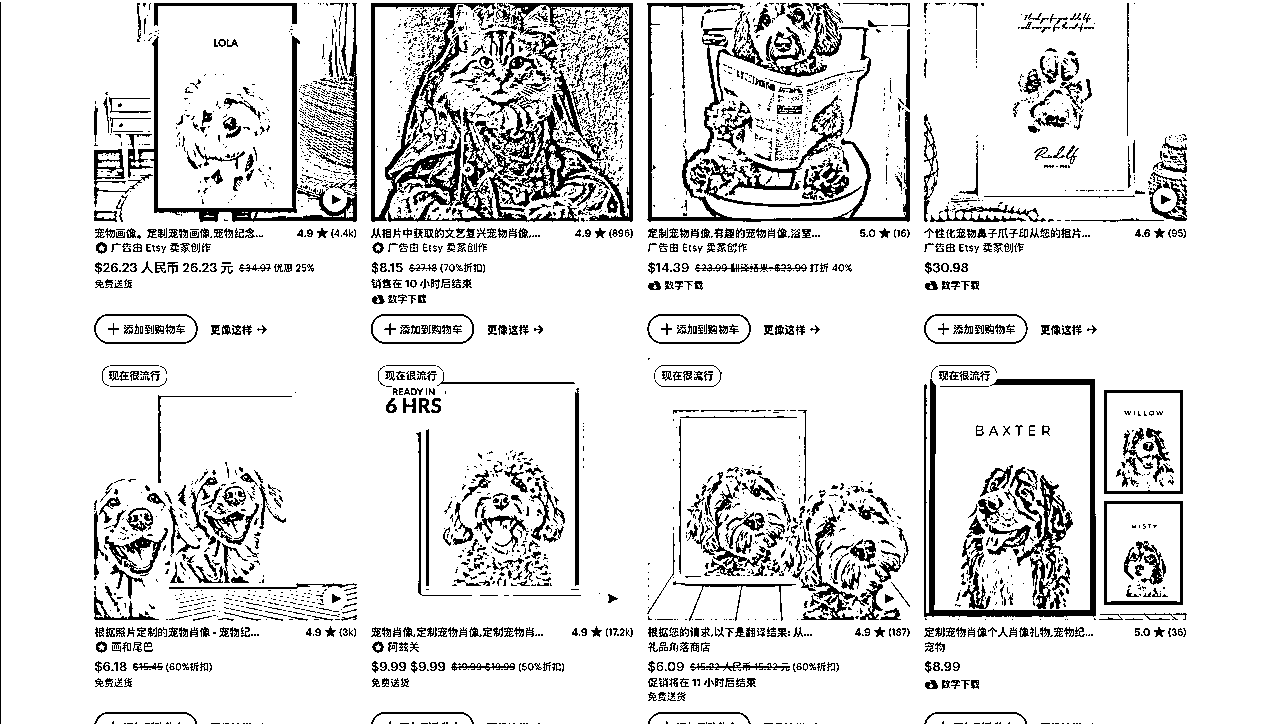 LOLA
Rudolf
宠物画像。定制宠物画像,宠物纪念... 4.9 ★ (4.4k)
广告由 Etsy 卖家创作
$26.23 人民币 26.23 元 $34.97 优惠 25%
免费送货
从相片中获取的文艺复兴宠物肖像,... 4.9 ★ (896)
广告由 Etsy 卖家创作
$8.15 $27.18 (70%折扣)
销售在 10 小时后结束
数字下载
定制宠物肖像,有趣的宠物肖像,浴室... 5.0 ★ (16)
广告由 Etsy 卖家创作
$14.39 $23.99 翻译结果:$23.99 打折 40%
数字下载
个性化宠物鼻子爪子印从您的相片... 4.6 ★ (95)
广告由 Etsy 卖家创作
$30.98
数字下载
+ 添加到购物车 更像这样 →
+ 添加到购物车 更像这样 →
+ 添加到购物车 更像这样 →
+ 添加到购物车 更像这样 →
现在很流行
现在很流行
READY IN
6 HRS
现在很流行
现在很流行
BAXTER
WILLOW
MISTY
根据照片定制的宠物肖像 - 宠物纪... 4.9 ★ (3k)
画和尾巴
$6.18 $15.45 (60%折扣)
免费送货
宠物肖像,定制宠物肖像,定制宠物肖... 4.9 ★ (17.2k)
阿兹关
$9.99 $9.99 $19.99 $19.99 (50%折扣)
免费送货
根据您的请求,以下是翻译结果: 从... 4.9 ★ (187)
礼品角落商店
$6.09 $15.22 人民币 15.22 元 (60%折扣)
促销将在 11 小时后结束
免费送货
定制宠物肖像个人肖像礼物,宠物纪... 5.0 ★ (36)
宠物
$8.99
数字下载